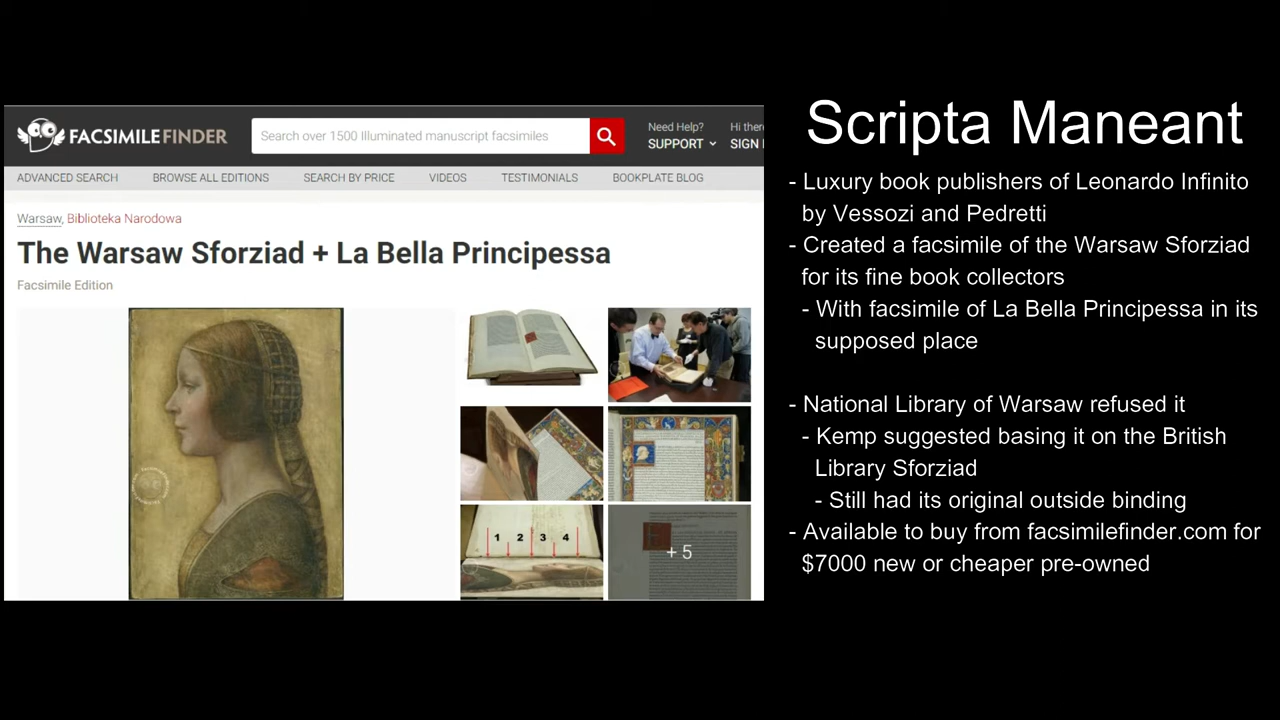 FACSIMILEFINDER
Search over 1500 Illuminated manuscript facsimiles
Need Help?
SUPPORT
Hi there
SIGN
ADVANCED SEARCH
BROWSE ALL EDITIONS
SEARCH BY PRICE
VIDEOS
TESTIMONIALS
BOOKPLATE BLOG
Warsaw, Biblioteka Narodowa
The Warsaw Sforziad + La Bella Principessa
Facsimile Edition
1 2 3 4
+ 5
Scripta Maneant
- Luxury book publishers of Leonardo Infinito
by Vessozi and Pedretti
- Created a facsimile of the Warsaw Sforziad
for its fine book collectors
- With facsimile of La Bella Principessa in its
supposed place
- National Library of Warsaw refused it
- Kemp suggested basing it on the British
Library Sforziad
- Still had its original outside binding
- Available to buy from facsimilefinder.com for
$7000 new or cheaper pre-owned